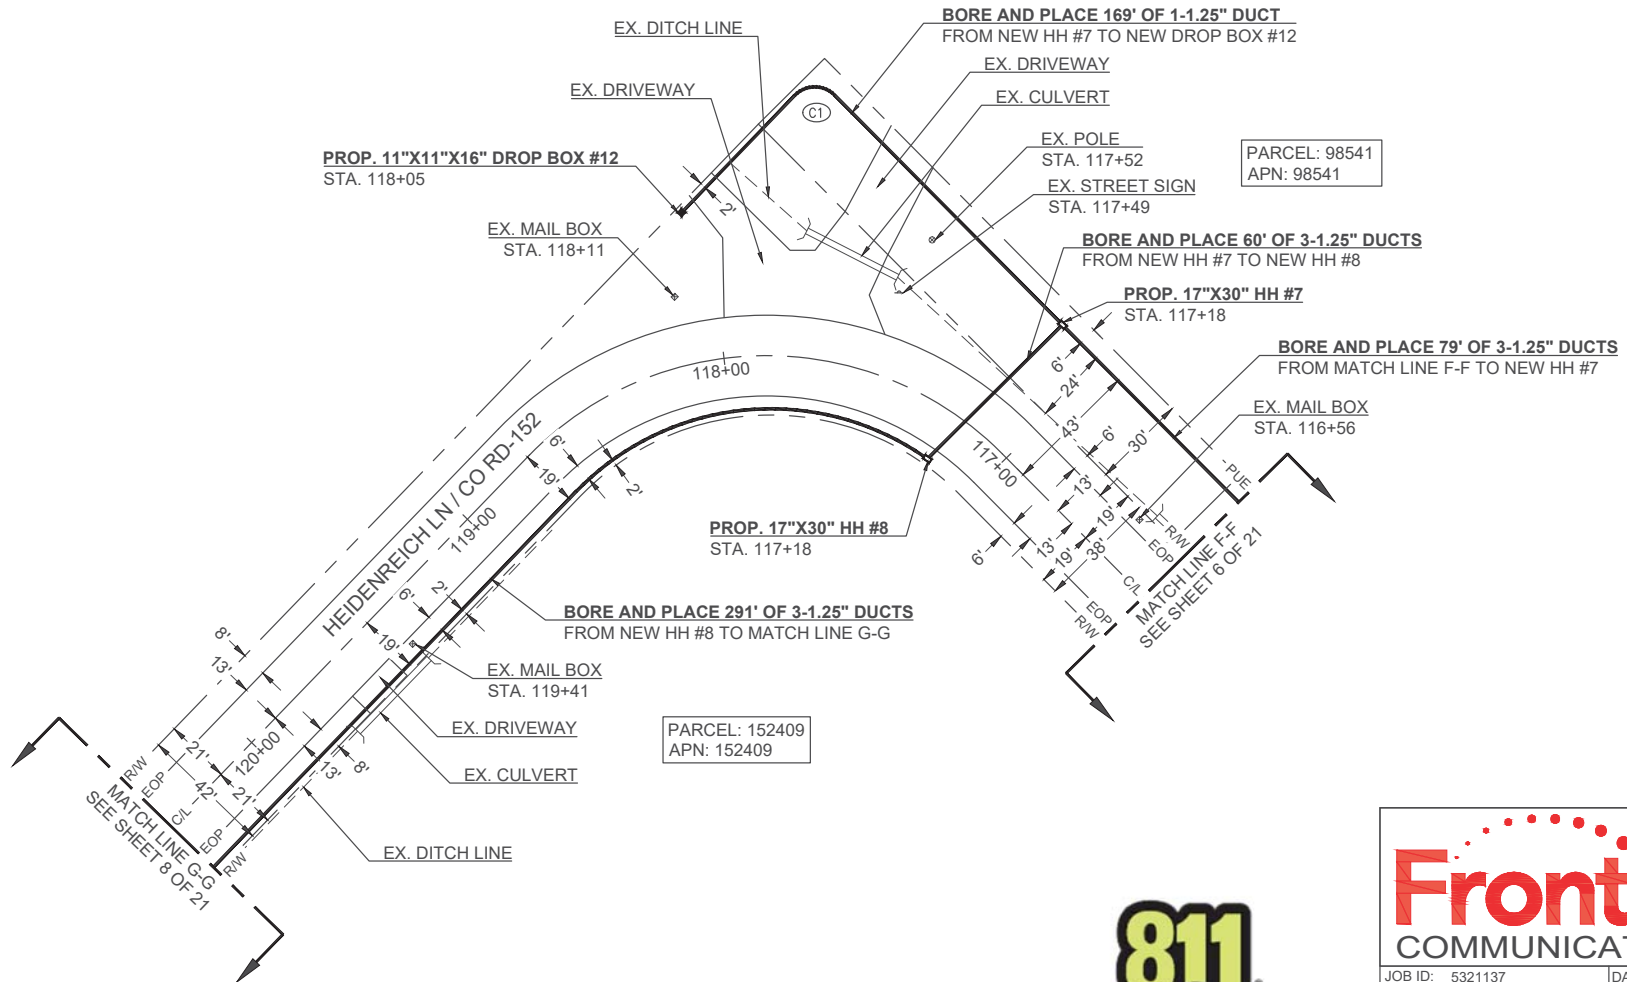 BORE AND PLACE 169' OF 1-1.25" DUCT
FROM NEW HH #7 TO NEW DROP BOX #12
EX. DITCH LINE
EX. DRIVEWAY
EX. DRIVEWAY
EX. CULVERT
C1
EX. POLE
STA. 117+52
PARCEL: 98541
APN: 98541
PROP. 11"X11"X16" DROP BOX #12
STA. 118+05
EX. STREET SIGN
STA. 117+49
2'
EX. MAIL BOX
STA. 118+11
BORE AND PLACE 60' OF 3-1.25" DUCTS
FROM NEW HH #7 TO NEW HH #8
PROP. 17"X30" HH #7
STA. 117+18
BORE AND PLACE 79' OF 3-1.25" DUCTS
FROM MATCH LINE F-F TO NEW HH #7
6'
24'
118+00
EX. MAIL BOX
STA. 116+56
43'
6'
30'
HEIDENREICH LN / CO RD-152
6'
19'
2'
117+00
13'
19'
- PUE
R/W
EOP
C/L
EOP
R/W
MATCH LINE F-F
SEE SHEET 6 OF 21
119+00
PROP. 17"X30" HH #8
STA. 117+18
6'
13'
19'
38'
6'
2'
19'
BORE AND PLACE 291' OF 3-1.25" DUCTS
FROM NEW HH #8 TO MATCH LINE G-G
8'
13'
EX. MAIL BOX
STA. 119+41
EX. DRIVEWAY
PARCEL: 152409
APN: 152409
120+00
21'
42'
21'
13'
8'
EX. CULVERT
R/W
EOP
C/L
EOP
R/W
MATCH LINE G-G
SEE SHEET 8 OF 21
EX. DITCH LINE
811
Front
COMMUNICAT
JOB ID: 5321137
DA